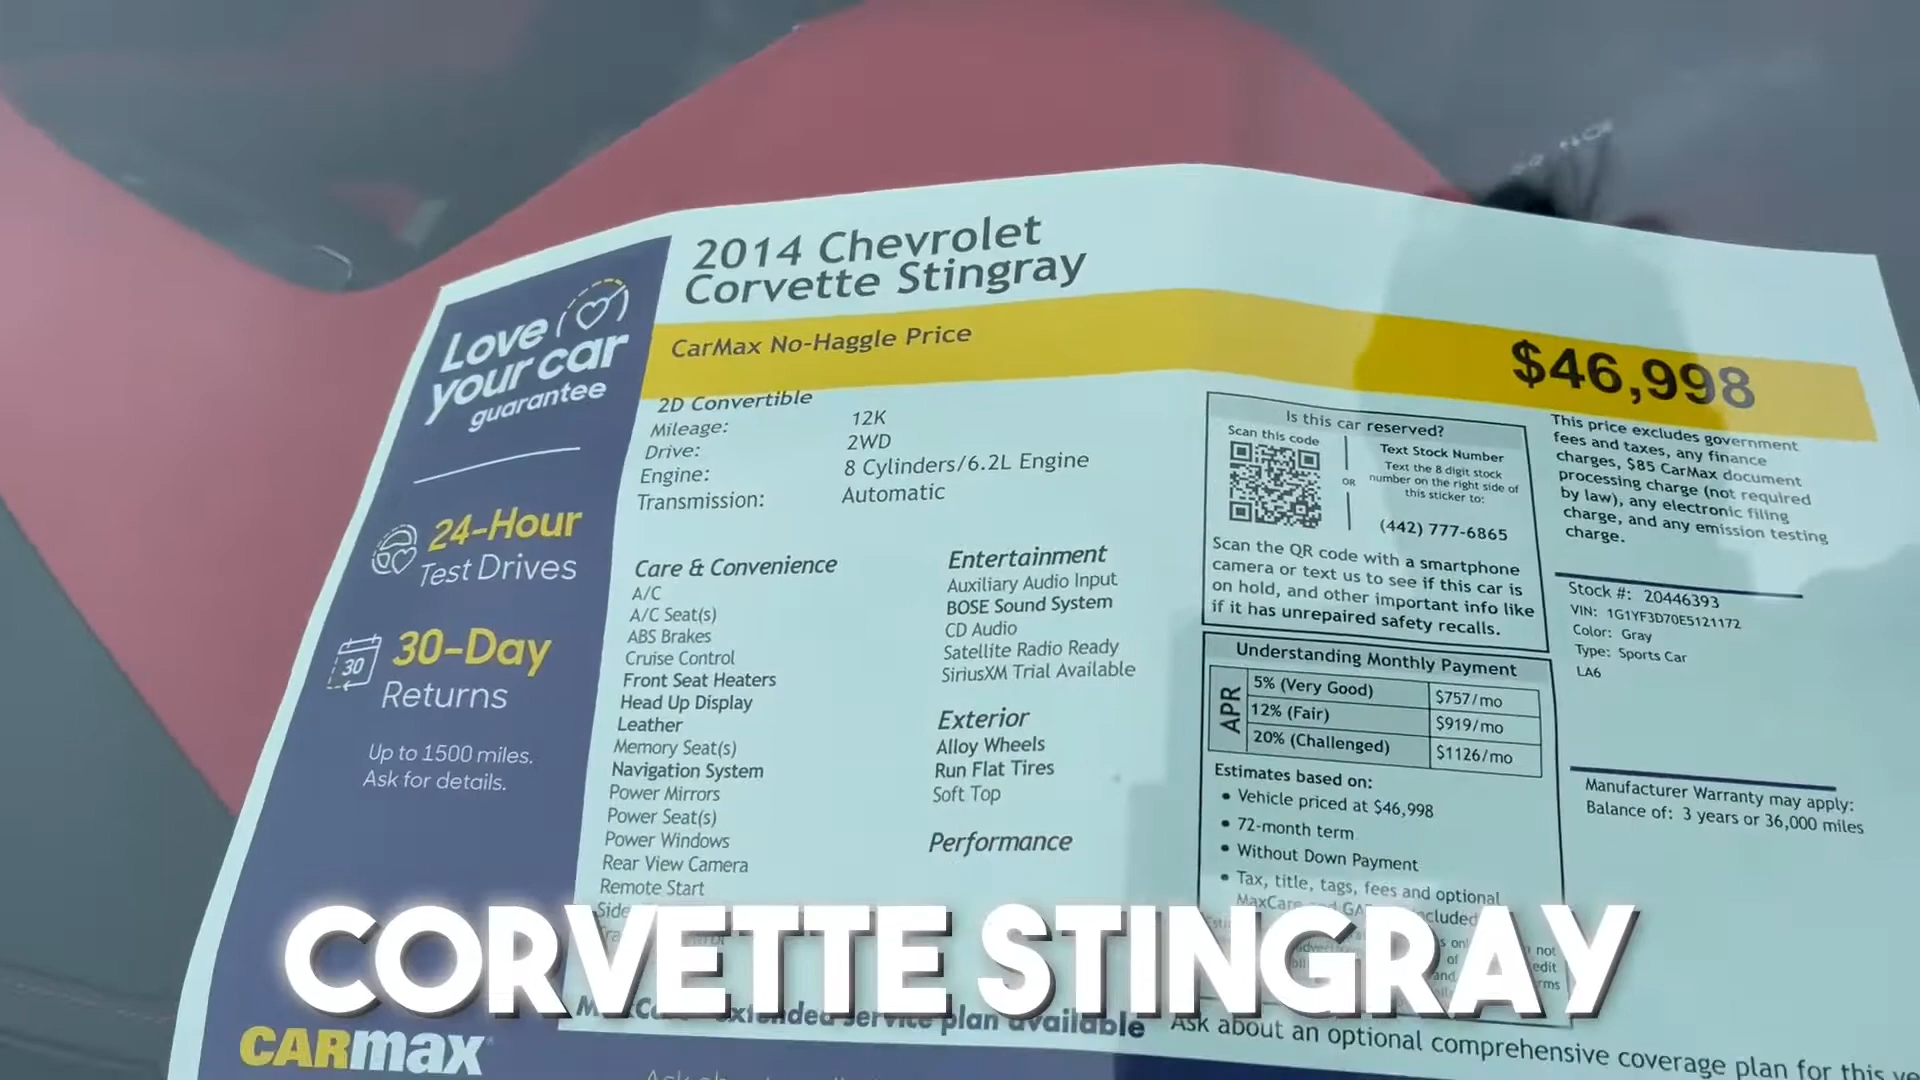 Love
your car
guarantee
24-Hour
Test Drives
30
30-Day
Returns
Up to 1500 miles.
Ask for details.
CARMAX
2014 Chevrolet
Corvette Stingray
CarMax No-Haggle Price
$46,998
2D Convertible
Mileage: 12K
Drive: 2WD
Engine: 8 Cylinders/6.2L Engine
Transmission: Automatic
Care & Convenience
A/C
A/C Seat(s)
ABS Brakes
Cruise Control
Front Seat Heaters
Head Up Display
Leather
Memory Seat(s)
Navigation System
Power Mirrors
Power Seat(s)
Power Windows
Rear View Camera
Remote Start
Side
Entertainment
Auxiliary Audio Input
BOSE Sound System
CD Audio
Satellite Radio Ready
SiriusXM Trial Available
Exterior
Alloy Wheels
Run Flat Tires
Soft Top
Performance
Is this car reserved?
Scan this code
OR
Text Stock Number
Text the 8 digit stock
number on the right side of
this sticker to:
(442) 777-6865
Scan the QR code with a smartphone
camera or text us to see if this car is
on hold, and other important info like
if it has unrepaired safety recalls.
Understanding Monthly Payment
APR
5% (Very Good) $757/mo
12% (Fair) $919/mo
20% (Challenged) $1126/mo
Estimates based on:
• Vehicle priced at $46,998
• 72-month term
• Without Down Payment
• Tax, title, tags, fees and optional
This price excludes government
fees and taxes, any finance
charges, $85 CarMax document
processing charge (not required
by law), any electronic filing
charge, and any emission testing
charge.
Stock #: 20446393
VIN: 1G1YF3D70E5121172
Color: Gray
Type: Sports Car
LA6
Manufacturer Warranty may apply:
Balance of: 3 years or 36,000 miles
CORVETTE STINGRAY
extended service plan available
Ask about an optional comprehensive coverage plan for this